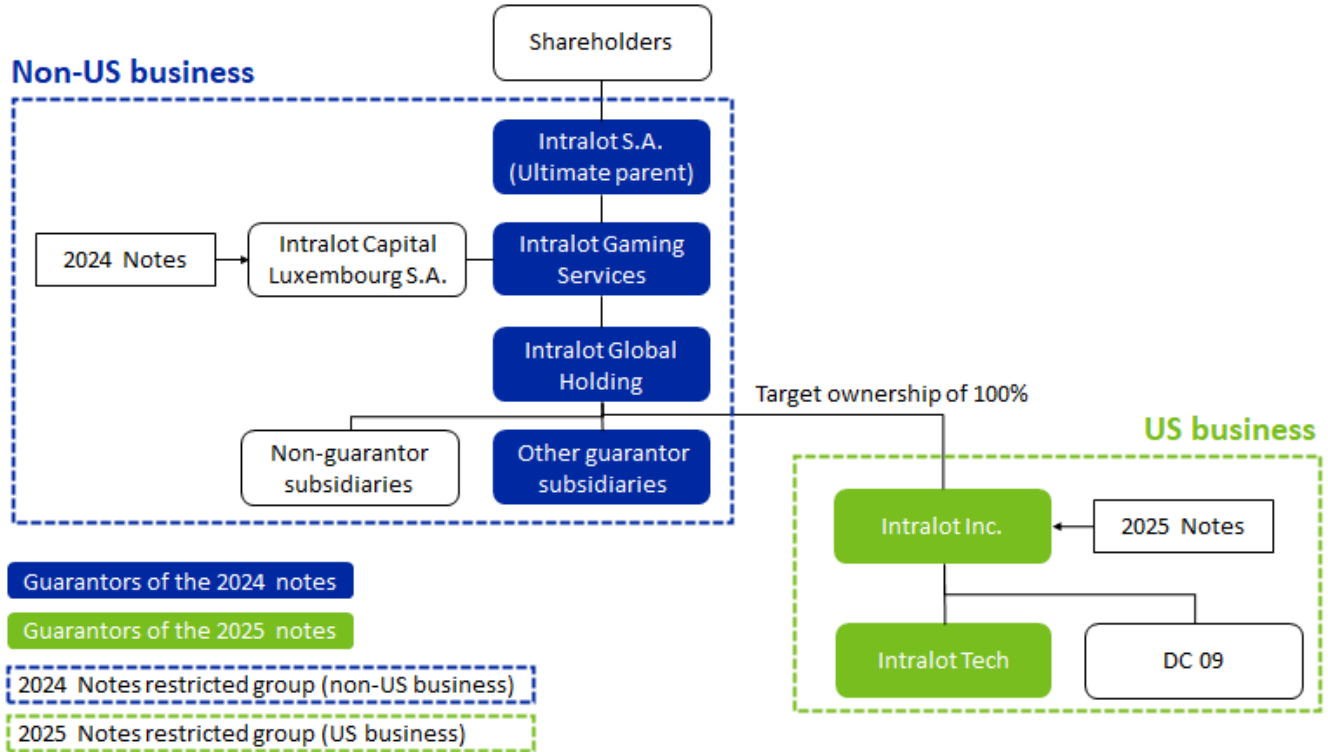 Shareholders
Non-US business
Intralot S.A.
(Ultimate parent)
2024 Notes
Intralot Capital
Luxembourg S.A.
Intralot Gaming
Services
Intralot Global
Holding
Target ownership of 100%
US business
Non-guarantor
subsidiaries
Other guarantor
subsidiaries
Intralot Inc.
2025 Notes
Intralot Tech
DC 09
Guarantors of the 2024 notes
Guarantors of the 2025 notes
2024 Notes restricted group (non-US business)
2025 Notes restricted group (US business)